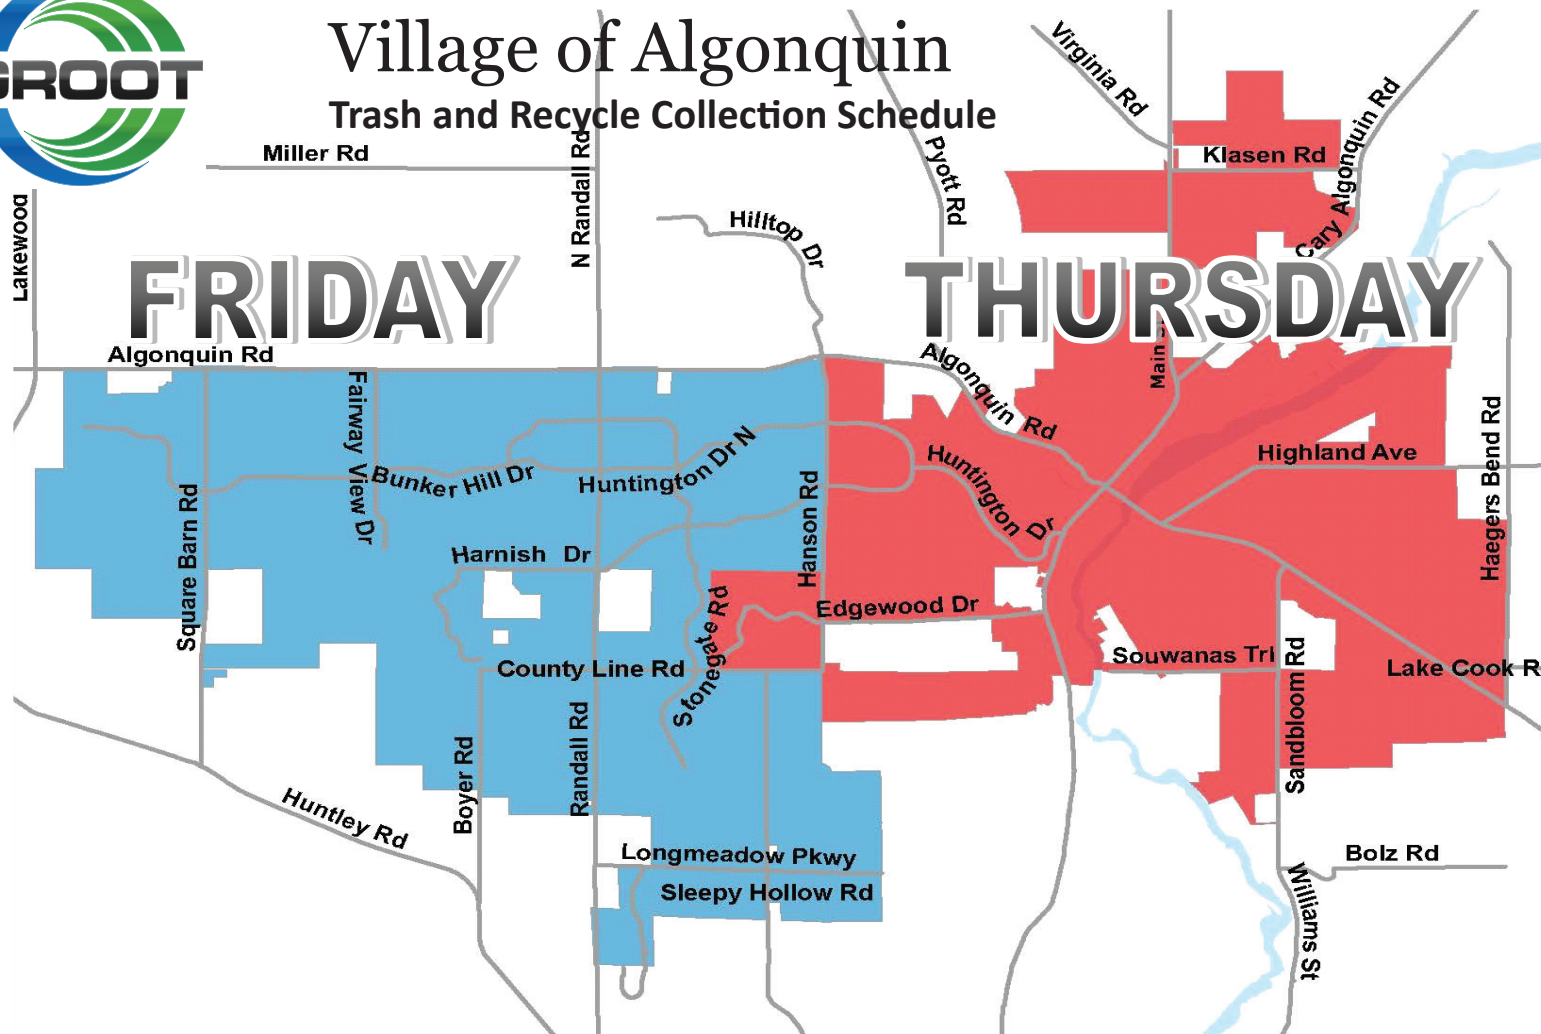 GROOT
Village of Algonquin
Trash and Recycle Collection Schedule
Virginia Rd
Miller Rd
N Randall Rd
Pyott Rd
Klasen Rd
Cary Algonquin Rd
Lakewood
Hilltop Dr
FRIDAY
THURSDAY
Algonquin Rd
Algonquin Rd
Main S
Fairway View Dr
Bunker Hill Dr
Huntington Dr N
Huntington Dr
Highland Ave
Haegers Bend Rd
Square Barn Rd
Hanson Rd
Harnish Dr
Edgewood Dr
Stonegate Rd
County Line Rd
Souwanas Trl
Sandbloom Rd
Lake Cook R
Boyer Rd
Randall Rd
Huntley Rd
Longmeadow Pkwy
Sleepy Hollow Rd
Bolz Rd
Williams St